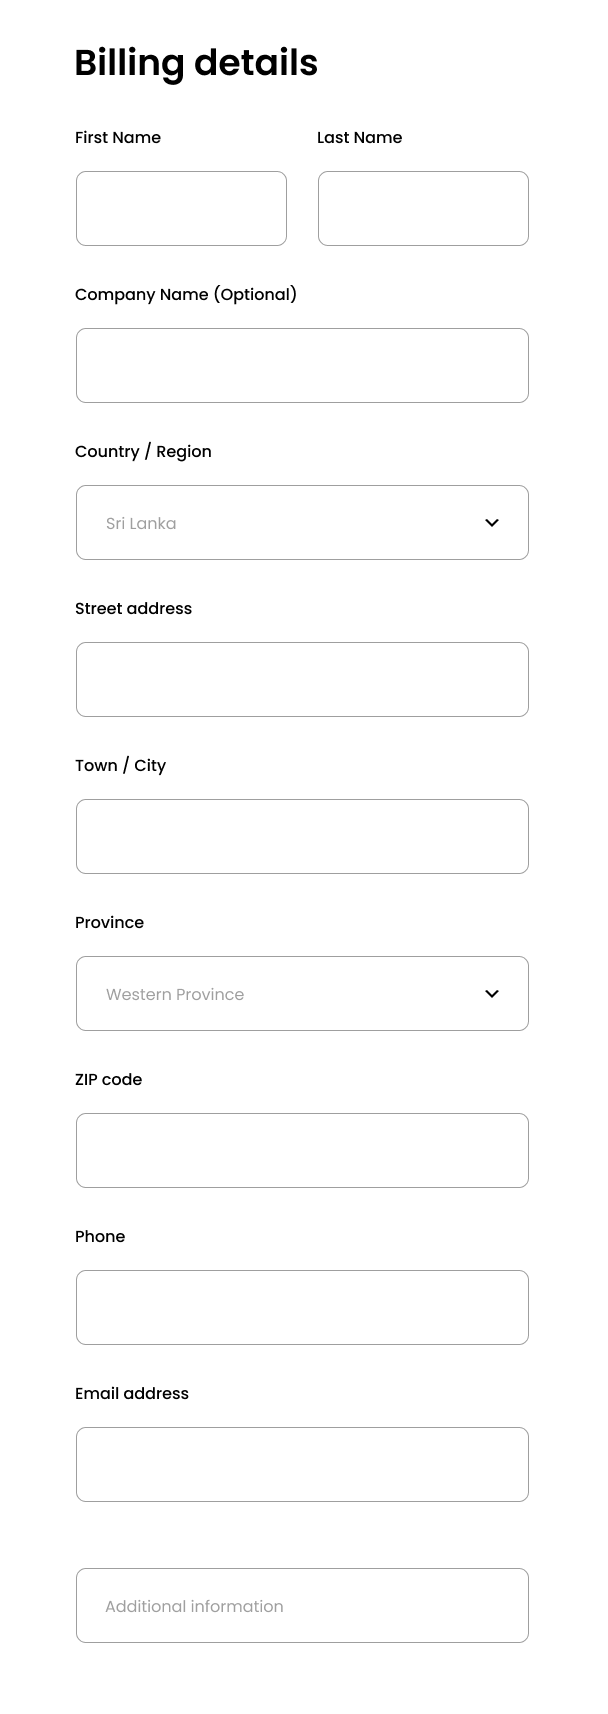 Billing details
First Name
Last Name
Company Name (Optional)
Country / Region
Sri Lanka
Street address
Town / City
Province
Western Province
ZIP code
Phone
Email address
Additional information